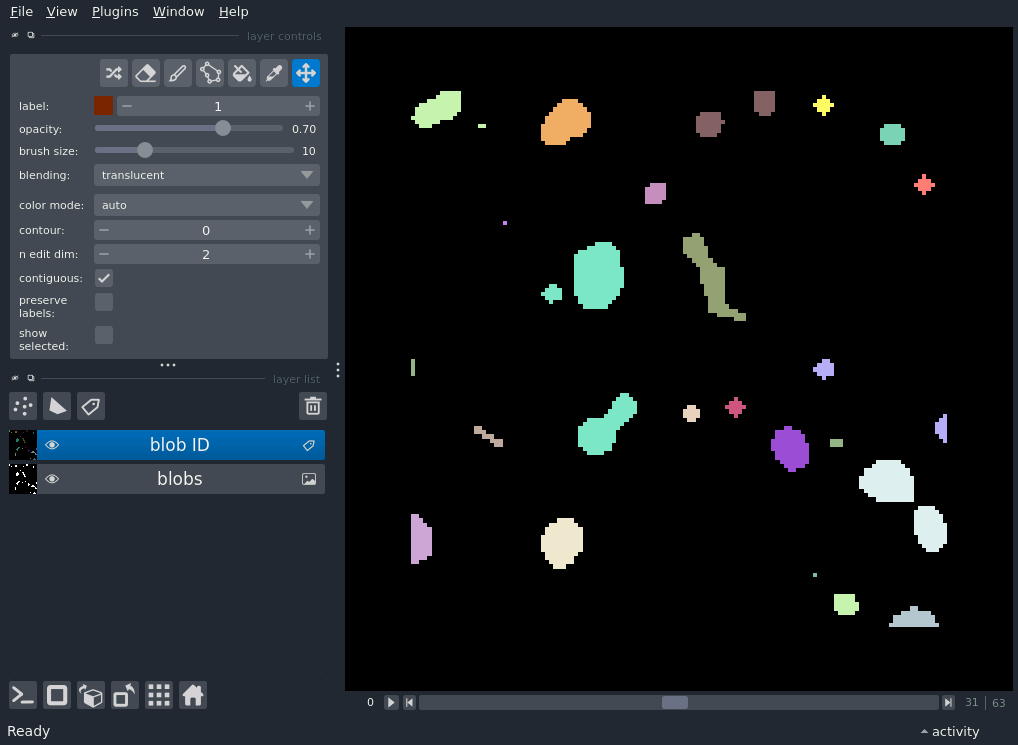 File View Plugins Window Help
layer controls
label: 1
opacity: 0.70
brush size: 10
blending: translucent
color mode: auto
contour: 0
n edit dim: 2
contiguous:
preserve
labels:
show
selected:
layer list
blob ID
blobs
0 31 63
Ready activity